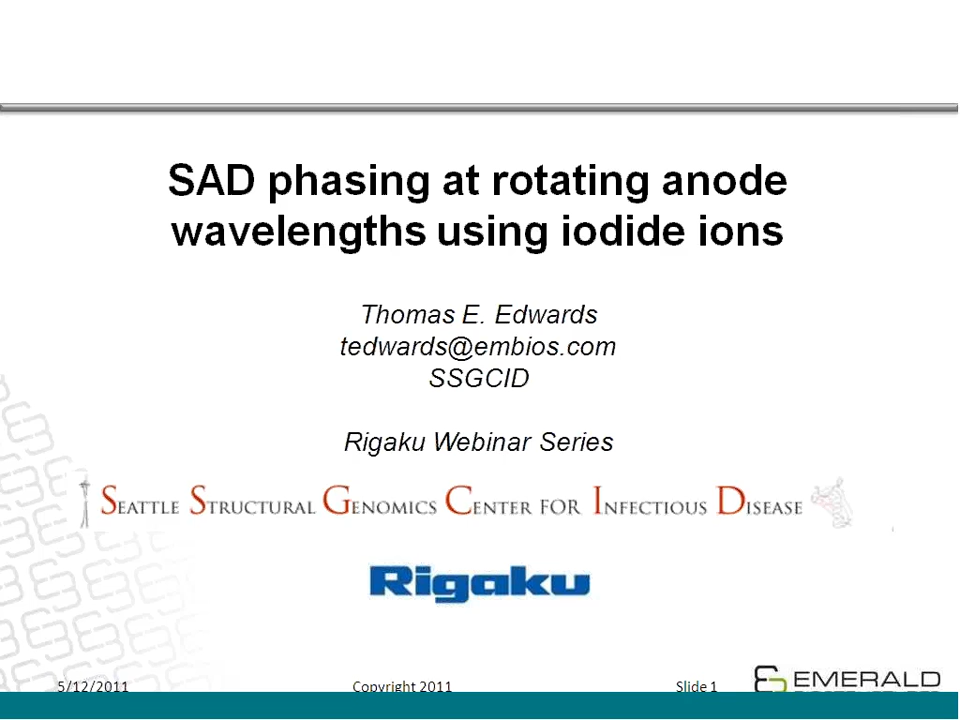 SAD phasing at rotating anode
wavelengths using iodide ions
Thomas E. Edwards
tedwards@embios.com
SSGCID
Rigaku Webinar Series
SEATTLE STRUCTURAL GENOMICS CENTER FOR INFECTIOUS DISEASE
Rigaku
5/12/2011
Copyright 2011
Slide 1
EMERALD